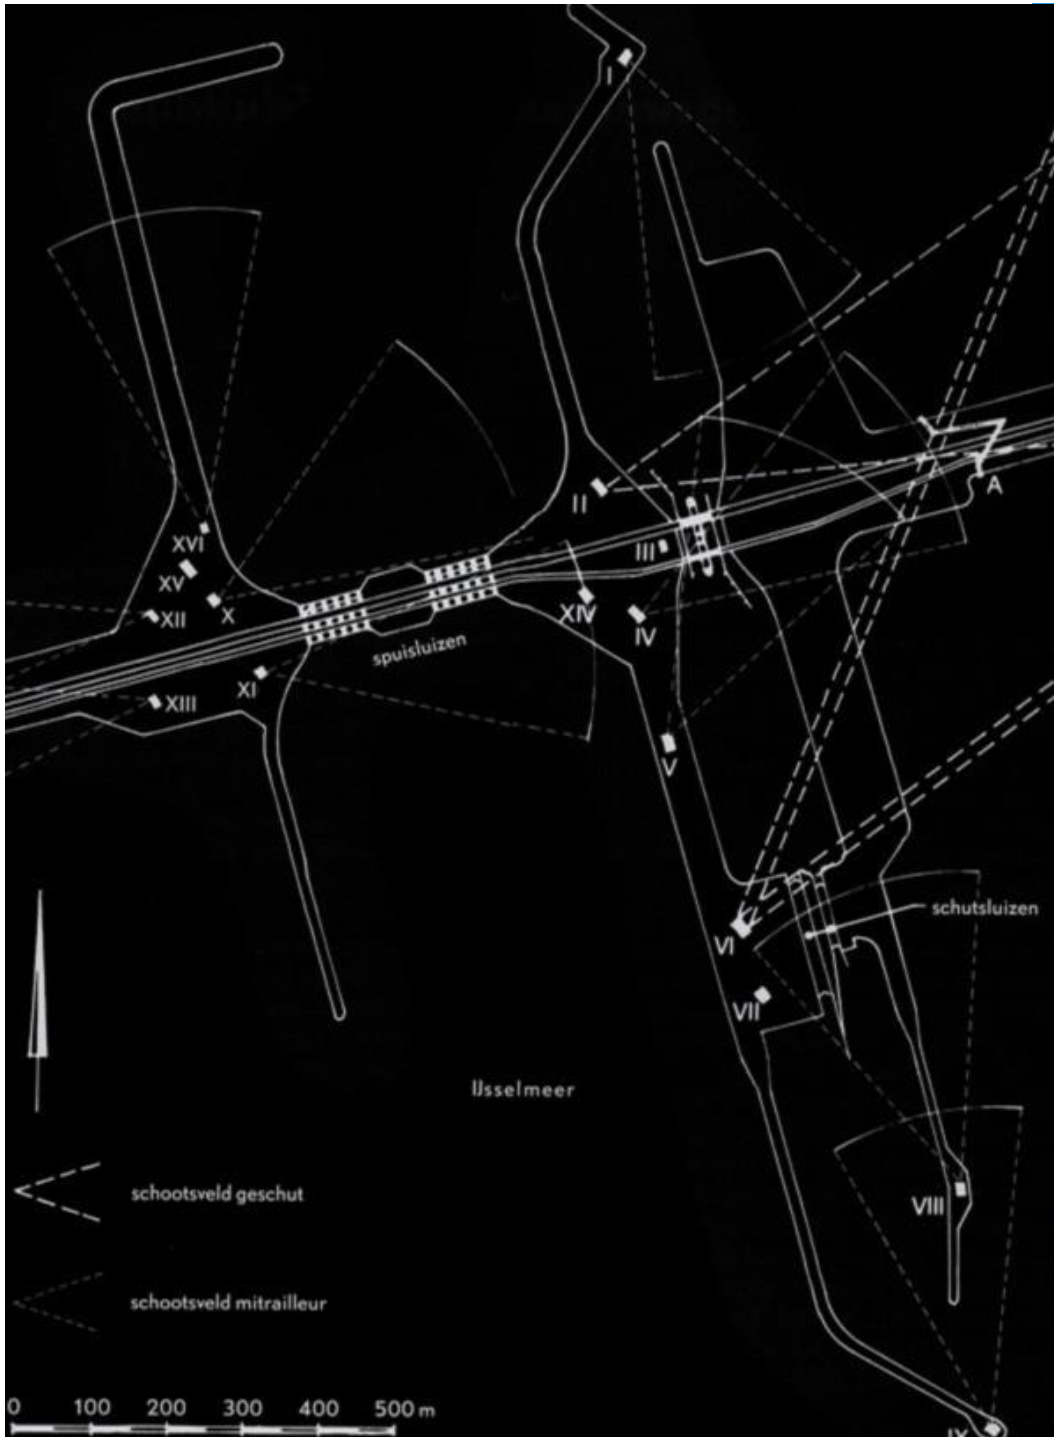 I
A
II
III
XVI
XV
XII
X
XIV
IV
spuisluizen
XI
XIII
V
schutsluizen
VI
VII
IJsselmeer
schootsveld geschut
VIII
schootsveld mitrailleur
0 100 200 300 400 500 m
IX